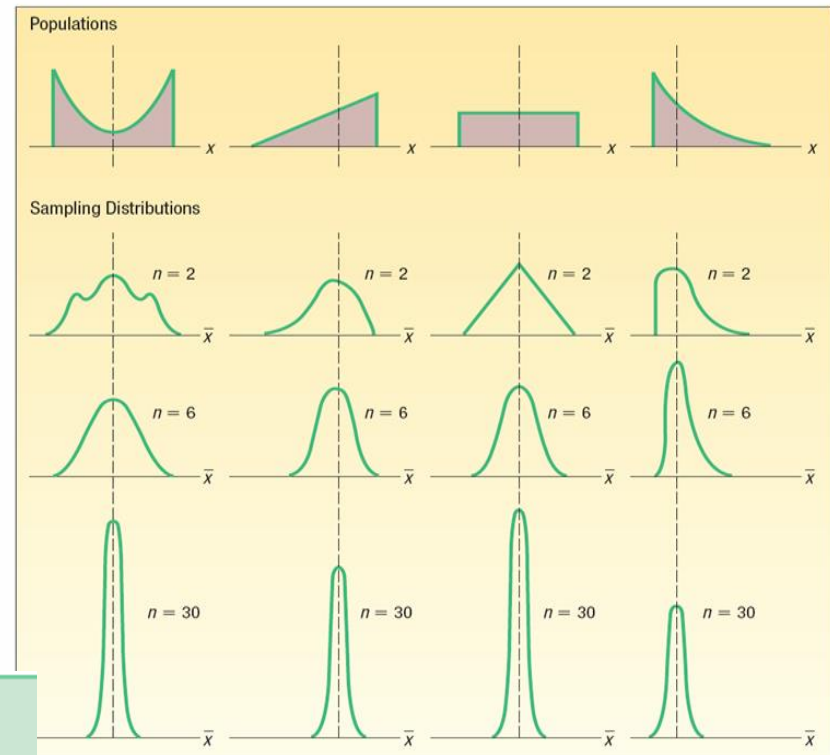 Populations
x x x x
Sampling Distributions
n = 2 n = 2 n = 2 n = 2
x̄ x̄ x̄ x̄
n = 6 n = 6 n = 6 n = 6
x̄ x̄ x̄ x̄
n = 30 n = 30 n = 30 n = 30
x̄ x̄ x̄ x̄